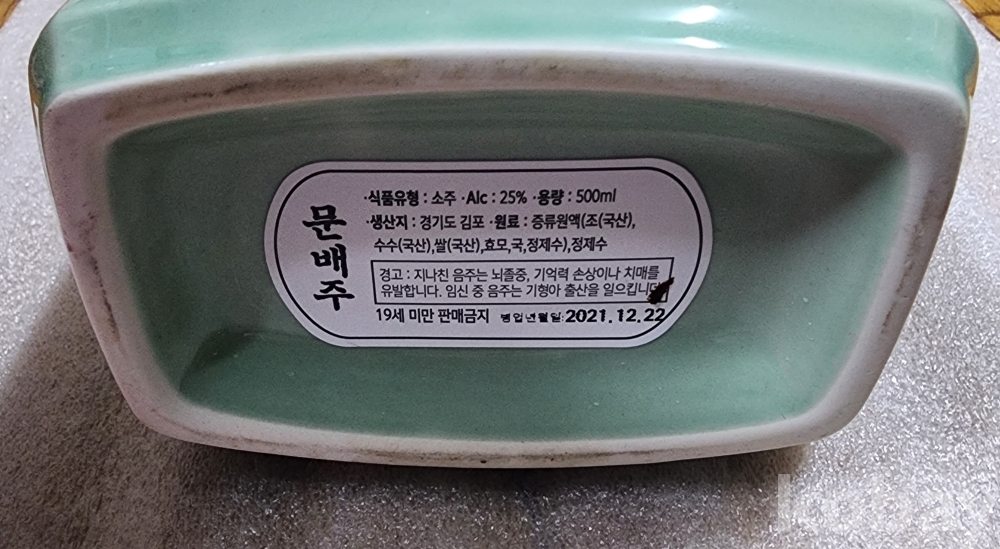 문배주
·식품유형 : 소주 ·Alc : 25% ·용량 : 500ml
·생산지 : 경기도 김포 ·원료 : 증류원액(조(국산),
수수(국산),쌀(국산),효모,국,정제수),정제수
경고 : 지나친 음주는 뇌졸중, 기억력 손상이나 치매를
유발합니다. 임신 중 음주는 기형아 출산을 일으킵니다
19세 미만 판매금지 병입년월일:2021.12.22